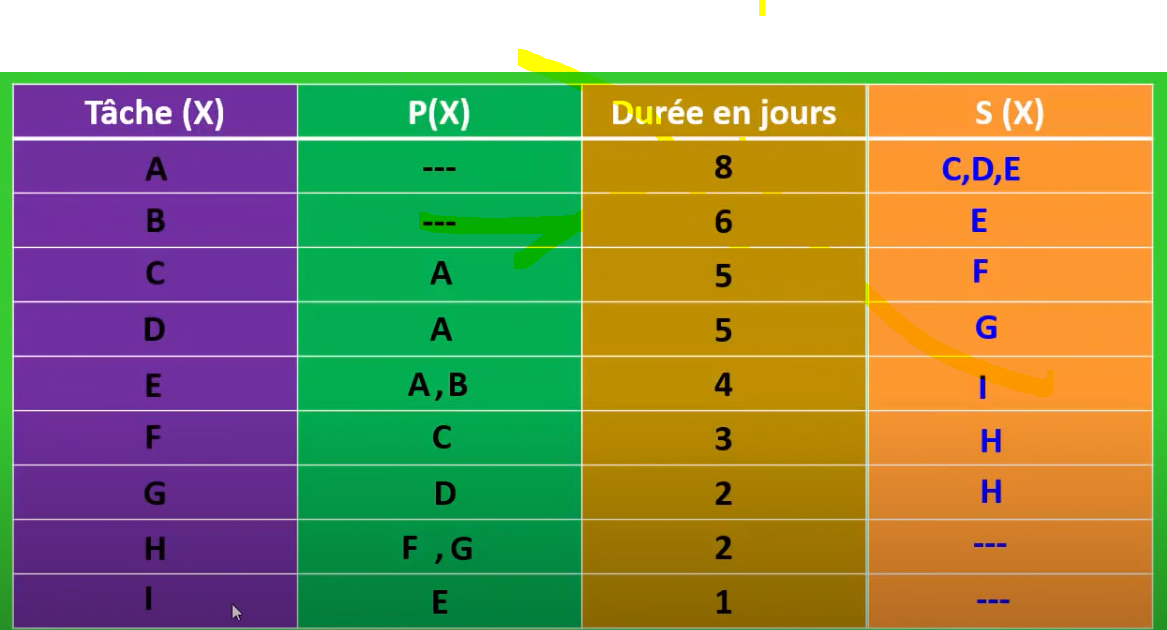 Tâche (X) P(X) Durée en jours S (X)
A --- 8 C,D,E
B --- 6 E
C A 5 F
D A 5 G
E A ,B 4 I
F C 3 H
G D 2 H
H F ,G 2 ---
I E 1 ---